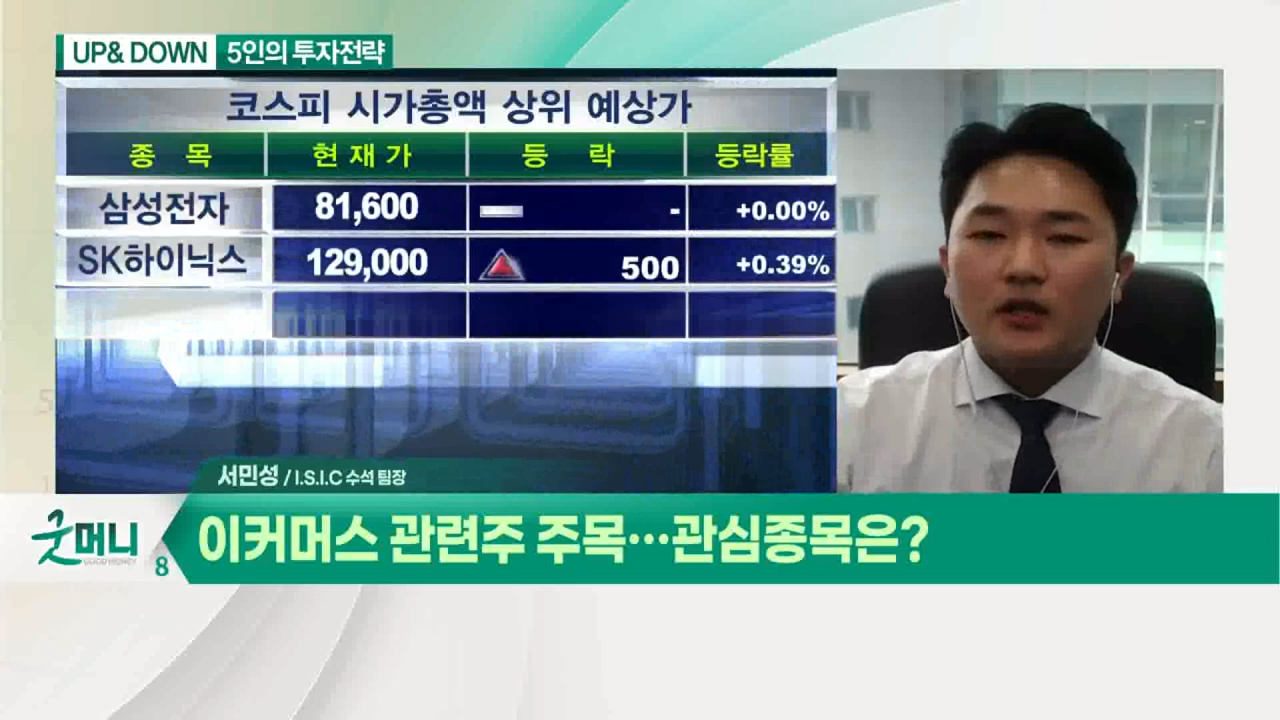 UP& DOWN 5인의 투자전략
코스피 시가총액 상위 예상가
종 목 현 재 가 등 락 등락률
삼성전자 81,600 - +0.00%
SK하이닉스 129,000 500 +0.39%
서민성 / I.S.I.C 수석 팀장
굿머니
GOOD MONEY
8
이커머스 관련주 주목…관심종목은?